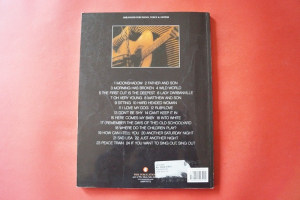 1 MOONSHADOW 2 FATHER AND SON
3 MORNING HAS BROKEN 4 WILD WORLD
5 THE FIRST CUT IS THE DEEPEST 6 LADY D'ARBANVILLE
7 OH VERY YOUNG 8 MATTHEW AND SON
9 SITTING 10 HARD HEADED WOMAN
11 I LOVE MY DOG 12 RUBYLOVE
13 DON'T BE SHY 14 CAN'T KEEP IT IN
15 HERE COMES MY BABY 16 INTO WHITE
17 (REMEMBER THE DAYS OF THE) OLD SCHOOLYARD
18 WHERE DO THE CHILDREN PLAY?
19 HOW CAN I TELL YOU 20 ANOTHER SATURDAY NIGHT
21 SAD LISA 22 JUST ANOTHER NIGHT
23 PEACE TRAIN 24 IF YOU WANT TO SING OUT, SING OUT